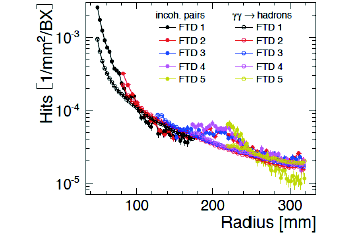 Hits [1/mm²/BX]
10⁻³
10⁻⁴
10⁻⁵
incoh. pairs
FTD 1
FTD 2
FTD 3
FTD 4
FTD 5
γγ → hadrons
FTD 1
FTD 2
FTD 3
FTD 4
FTD 5
100 200 300
Radius [mm]